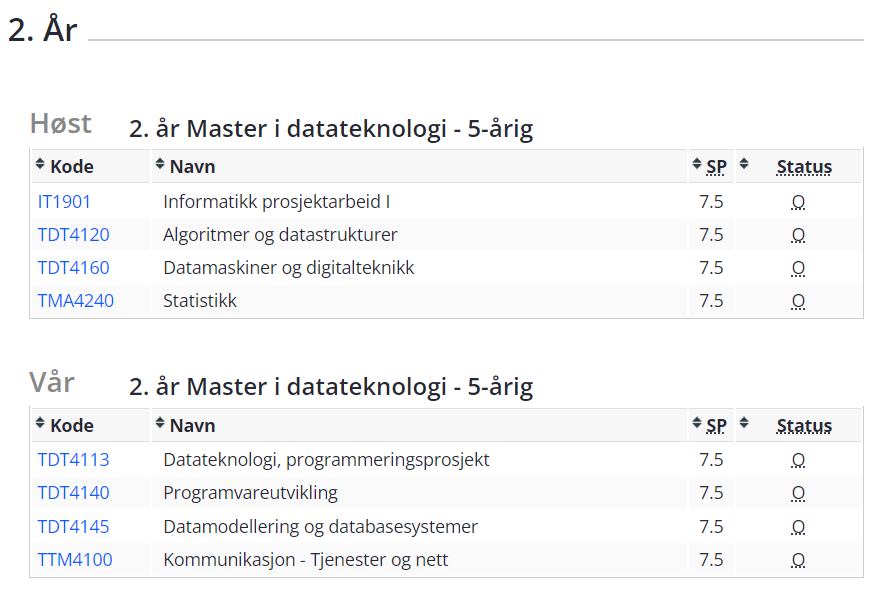 2. År
Høst 2. år Master i datateknologi - 5-årig
Kode Navn SP Status
IT1901 Informatikk prosjektarbeid I 7.5 O
TDT4120 Algoritmer og datastrukturer 7.5 O
TDT4160 Datamaskiner og digitalteknikk 7.5 O
TMA4240 Statistikk 7.5 O
Vår 2. år Master i datateknologi - 5-årig
Kode Navn SP Status
TDT4113 Datateknologi, programmeringsprosjekt 7.5 O
TDT4140 Programvareutvikling 7.5 O
TDT4145 Datamodellering og databasesystemer 7.5 O
TTM4100 Kommunikasjon - Tjenester og nett 7.5 O